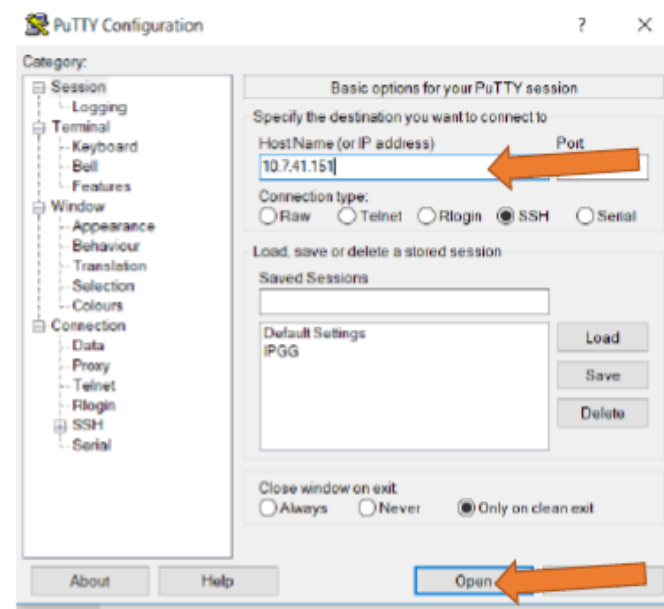 PuTTY Configuration
?
Category:
Session
Logging
Terminal
Keyboard
Bell
Features
Window
Appearance
Behaviour
Translation
Selection
Colours
Connection
Data
Proxy
Telnet
Rlogin
SSH
Serial
Basic options for your PuTTY session
Specify the destination you want to connect to
Host Name (or IP address)
Port
10.7.41.151
Connection type:
Raw Telnet Rlogin SSH Serial
Load, save or delete a stored session
Saved Sessions
Default Settings
IPGG
Load
Save
Delete
Close window on exit
Always Never Only on clean exit
About Help Open